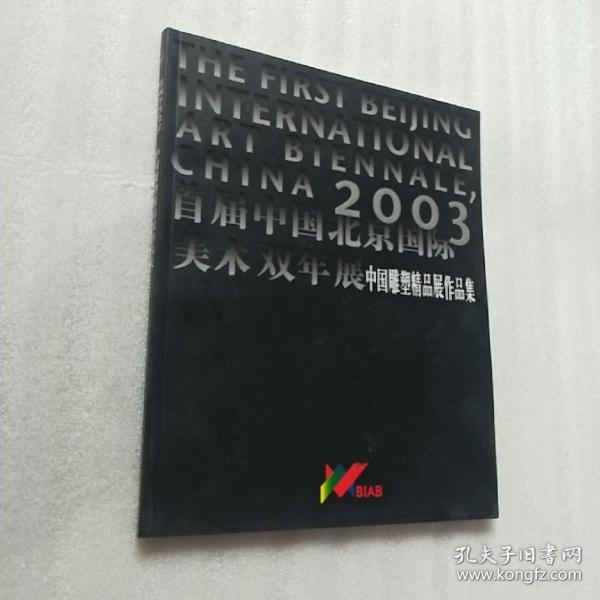 THE FIRST BEIJING
INTERNATIONAL
ART BIENNALE,
CHINA 2003
首届中国北京国际
美术双年展中国雕塑精品展作品集
BIAB
孔夫子旧书网
www.kongfz.com